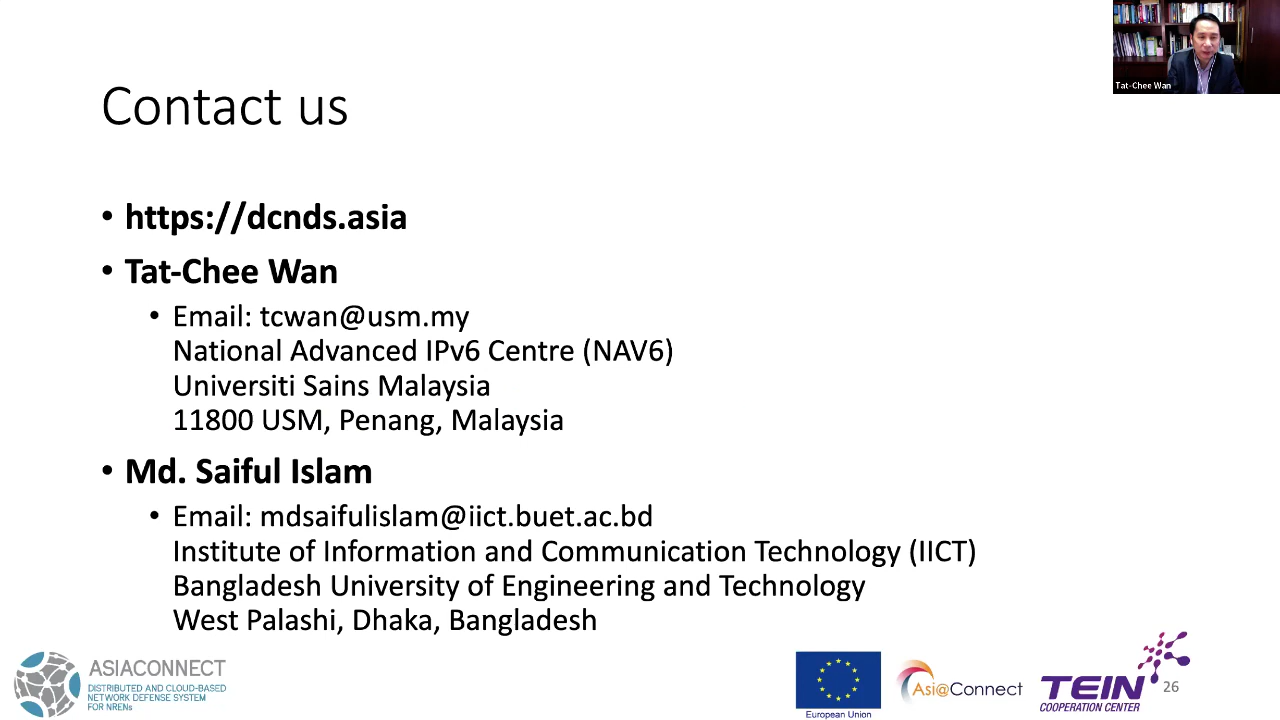 Tat-Chee Wan
Contact us
• https://dcnds.asia
• Tat-Chee Wan
• Email: tcwan@usm.my
National Advanced IPv6 Centre (NAV6)
Universiti Sains Malaysia
11800 USM, Penang, Malaysia
• Md. Saiful Islam
• Email: mdsaifulislam@iict.buet.ac.bd
Institute of Information and Communication Technology (IICT)
Bangladesh University of Engineering and Technology
West Palashi, Dhaka, Bangladesh
ASIACONNECT
DISTRIBUTED AND CLOUD-BASED
NETWORK DEFENSE SYSTEM
FOR NRENs
European Union
Asi@Connect
TEIN
COOPERATION CENTER
26